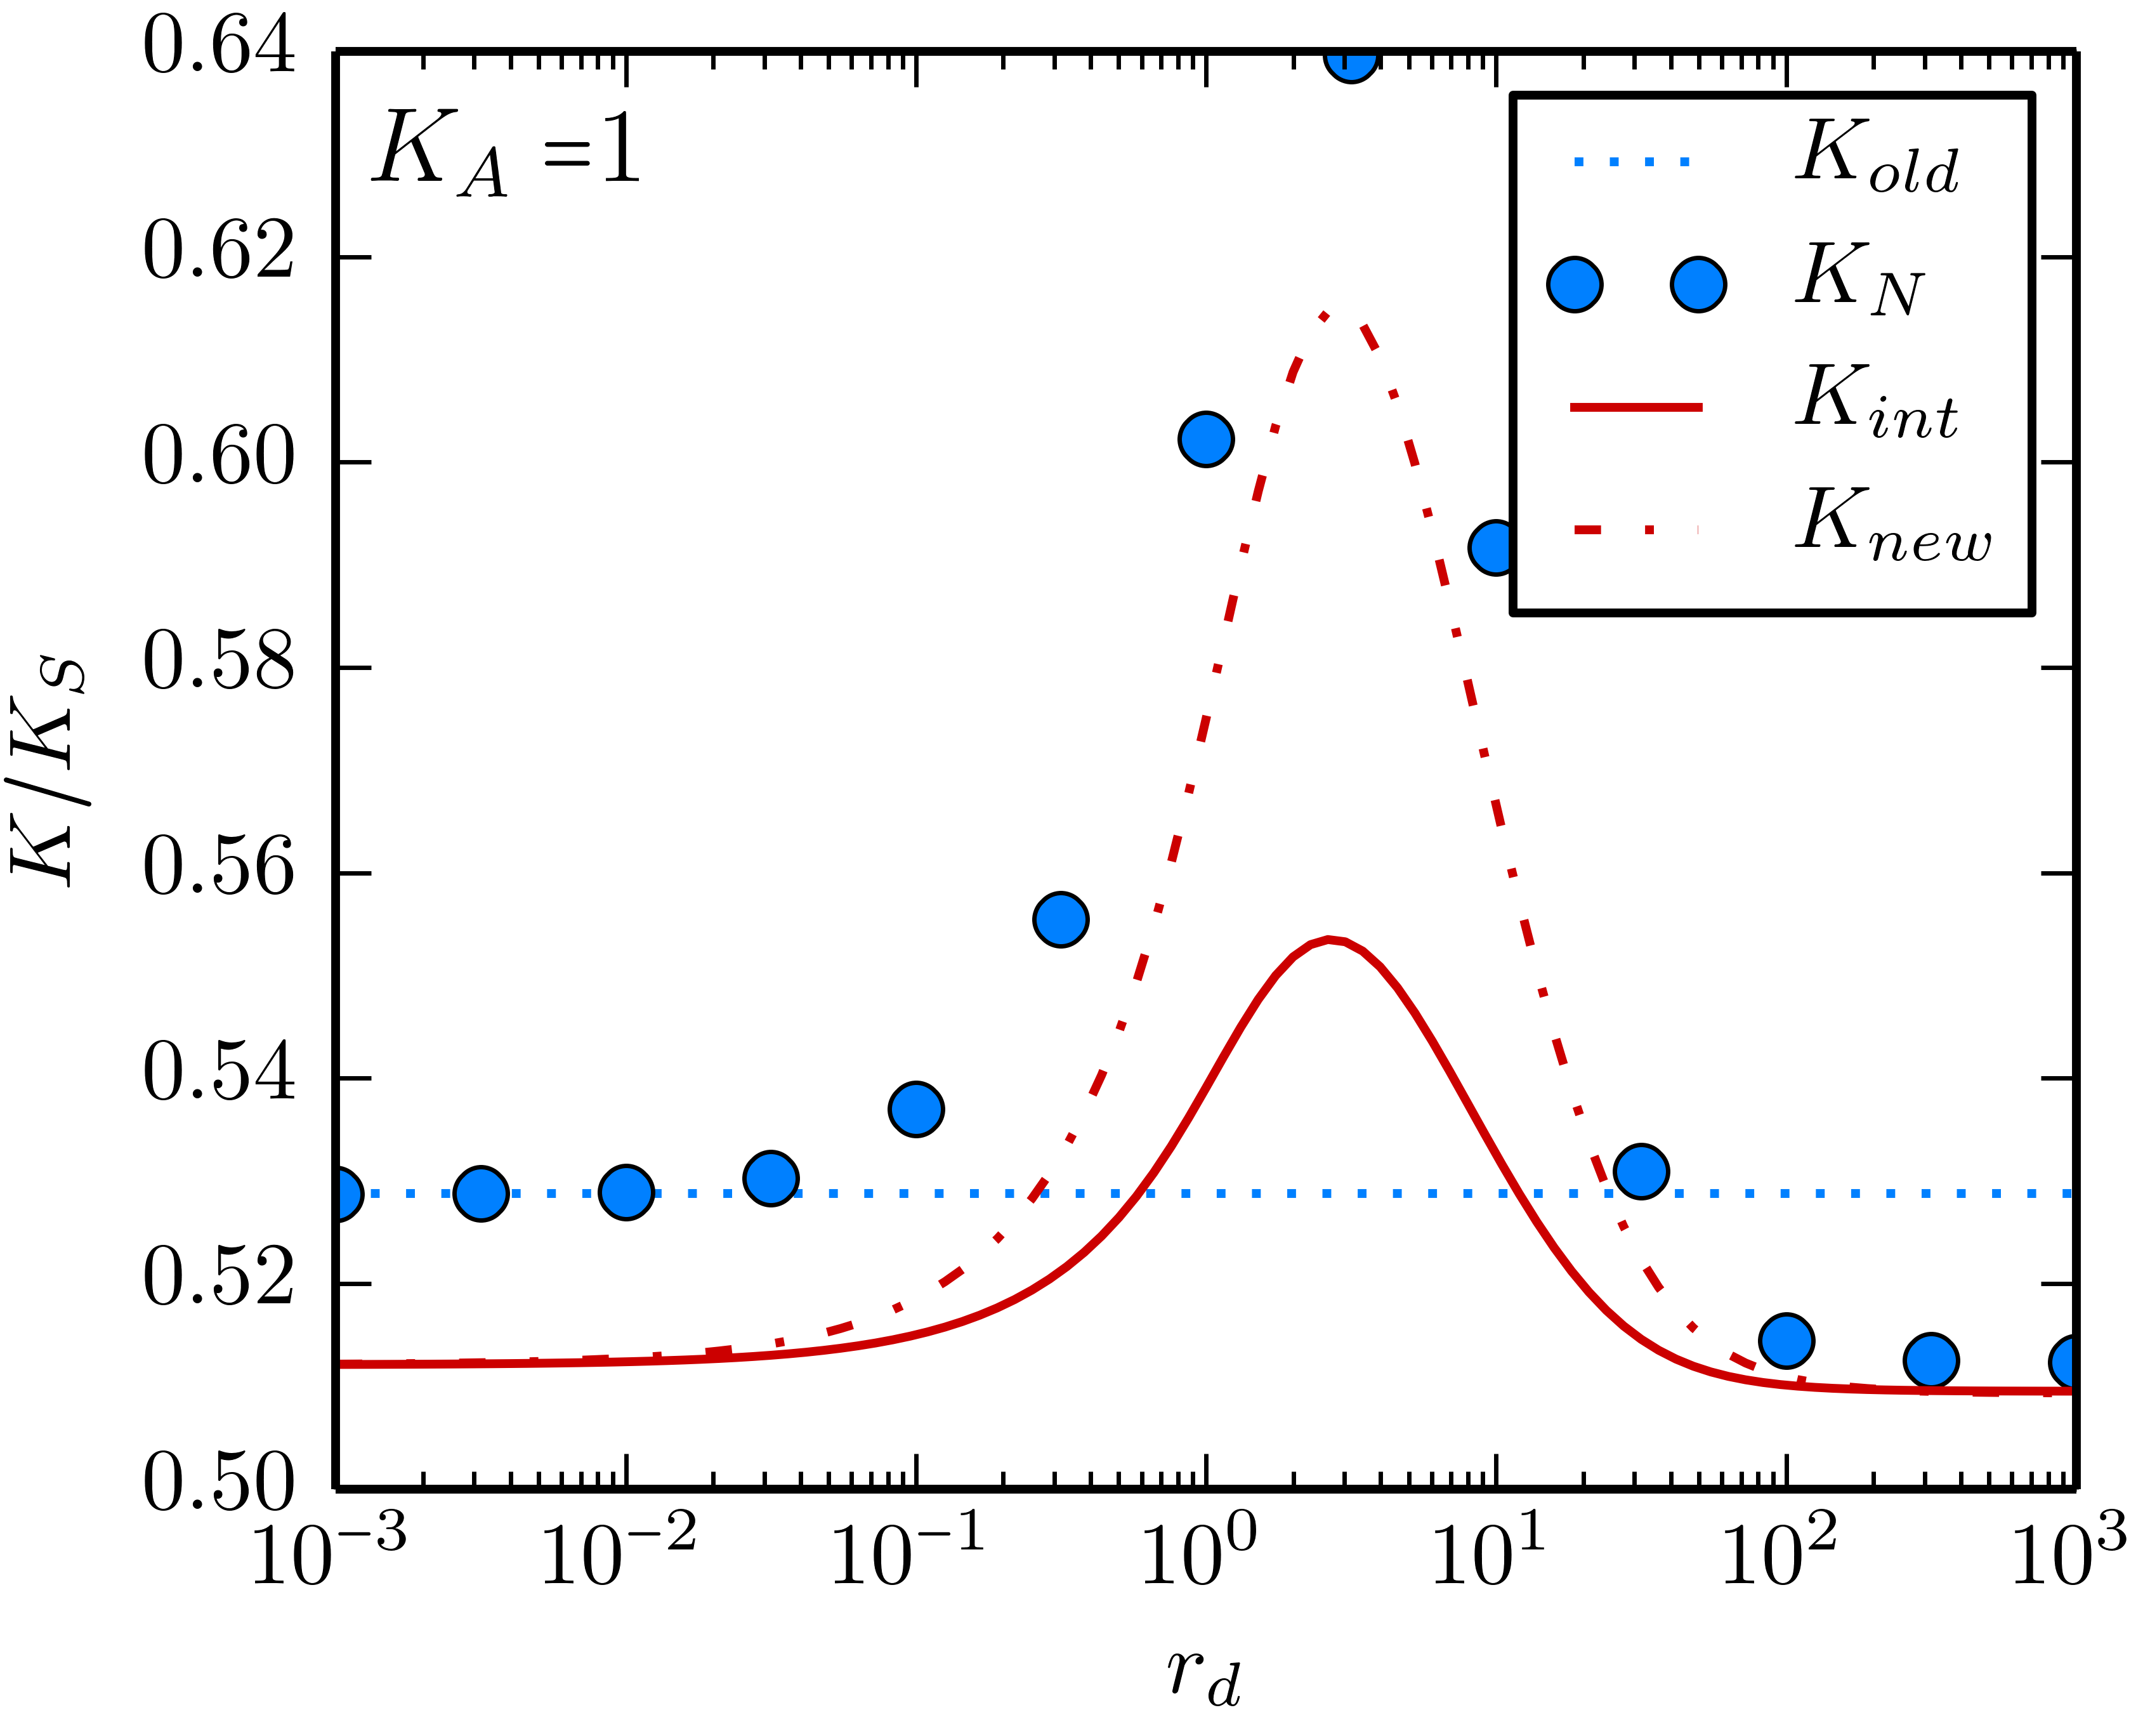 0.64
0.62
0.60
0.58
0.56
0.54
0.52
0.50
K/K_S
K_A =1
K_old
K_N
K_int
K_new
10^−3 10^−2 10^−1 10^0 10^1 10^2 10^3
r_d